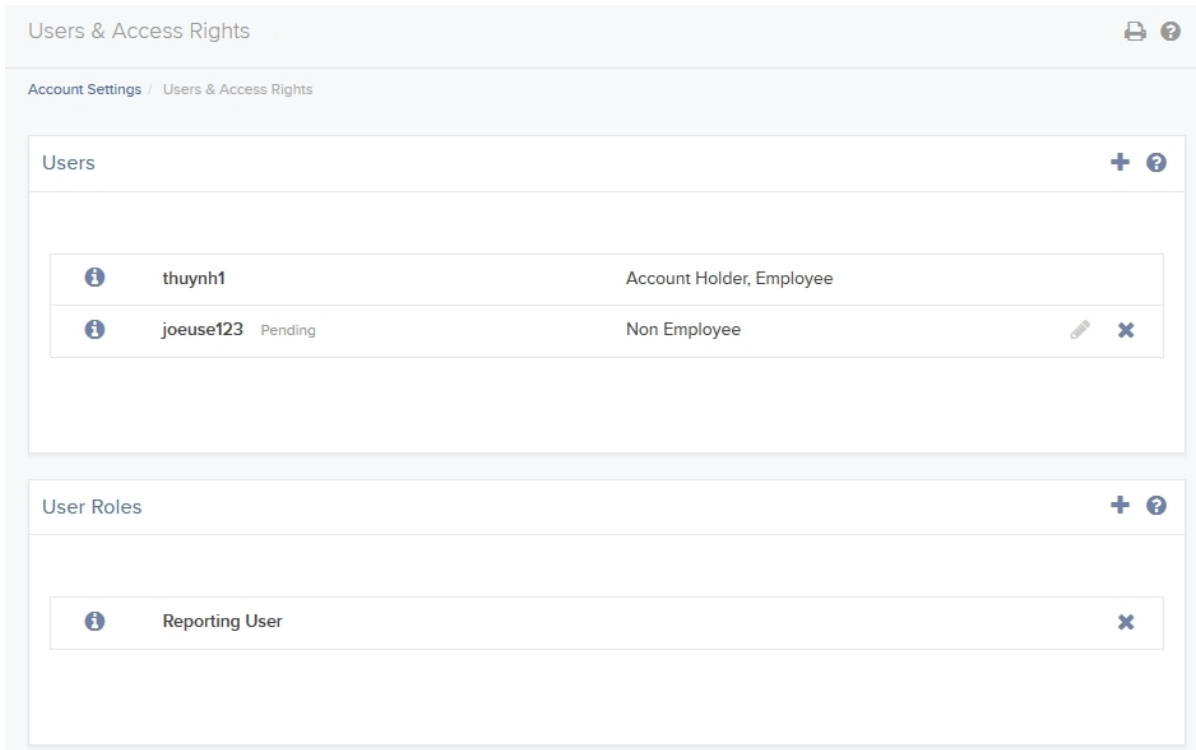 Users & Access Rights
Account Settings / Users & Access Rights
Users
thuynh1 Account Holder, Employee
joeuse123 Pending Non Employee
User Roles
Reporting User